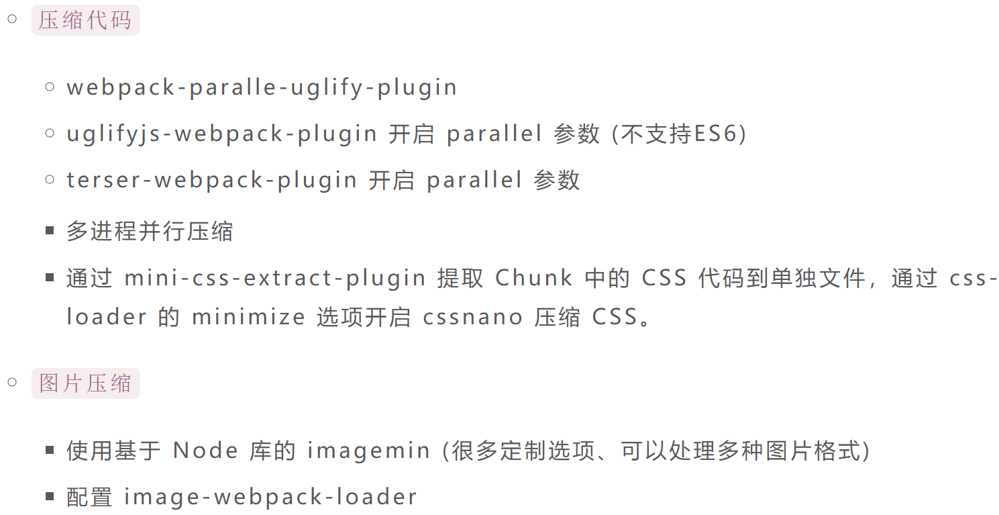 压缩代码
webpack-paralle-uglify-plugin
uglifyjs-webpack-plugin 开启 parallel 参数 (不支持ES6)
terser-webpack-plugin 开启 parallel 参数
多进程并行压缩
通过 mini-css-extract-plugin 提取 Chunk 中的 CSS 代码到单独文件，通过 css-
loader 的 minimize 选项开启 cssnano 压缩 CSS。
图片压缩
使用基于 Node 库的 imagemin (很多定制选项、可以处理多种图片格式)
配置 image-webpack-loader